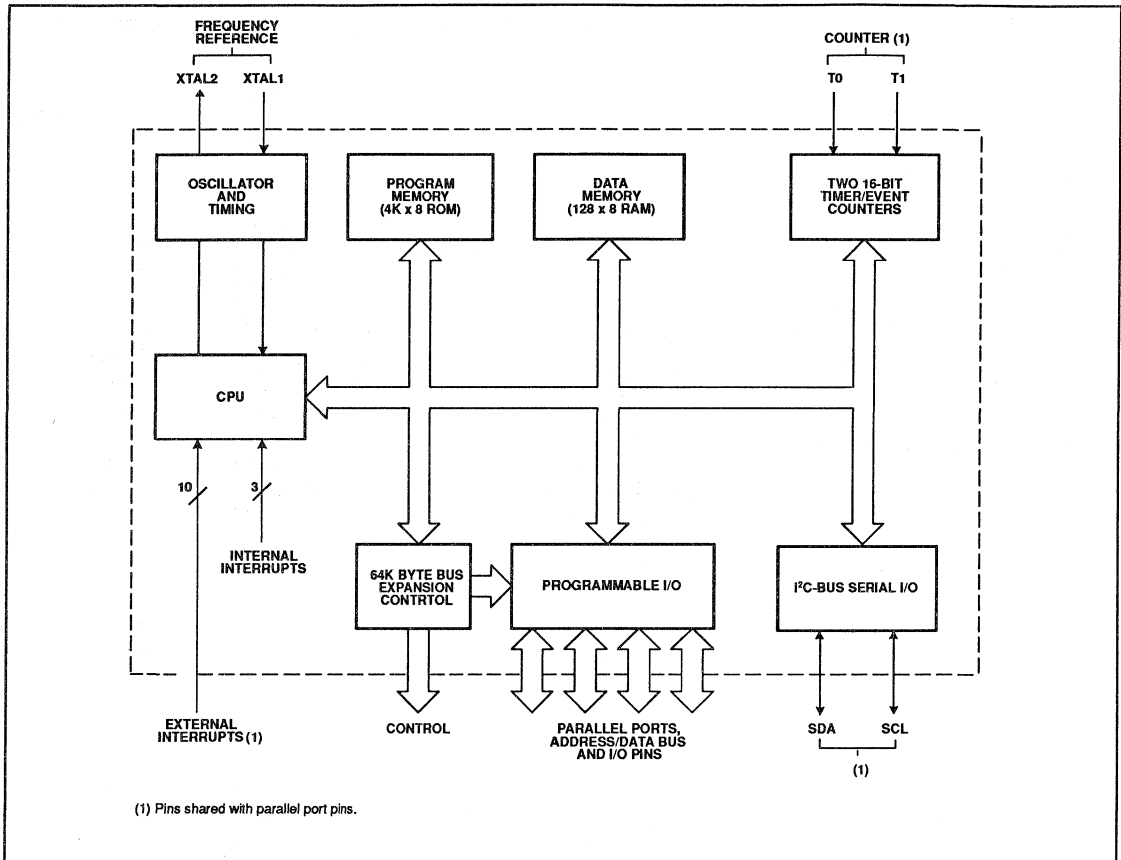 FREQUENCY
REFERENCE
COUNTER (1)
XTAL2 XTAL1
T0 T1
OSCILLATOR
AND
TIMING
PROGRAM
MEMORY
(4K x 8 ROM)
DATA
MEMORY
(128 x 8 RAM)
TWO 16-BIT
TIMER/EVENT
COUNTERS
CPU
10 3
INTERNAL
INTERRUPTS
64K BYTE BUS
EXPANSION
CONTRTOL
PROGRAMMABLE I/O
I²C-BUS SERIAL I/O
EXTERNAL
INTERRUPTS (1)
CONTROL
PARALLEL PORTS,
ADDRESS/DATA BUS
AND I/O PINS
SDA SCL
(1)
(1) Pins shared with parallel port pins.